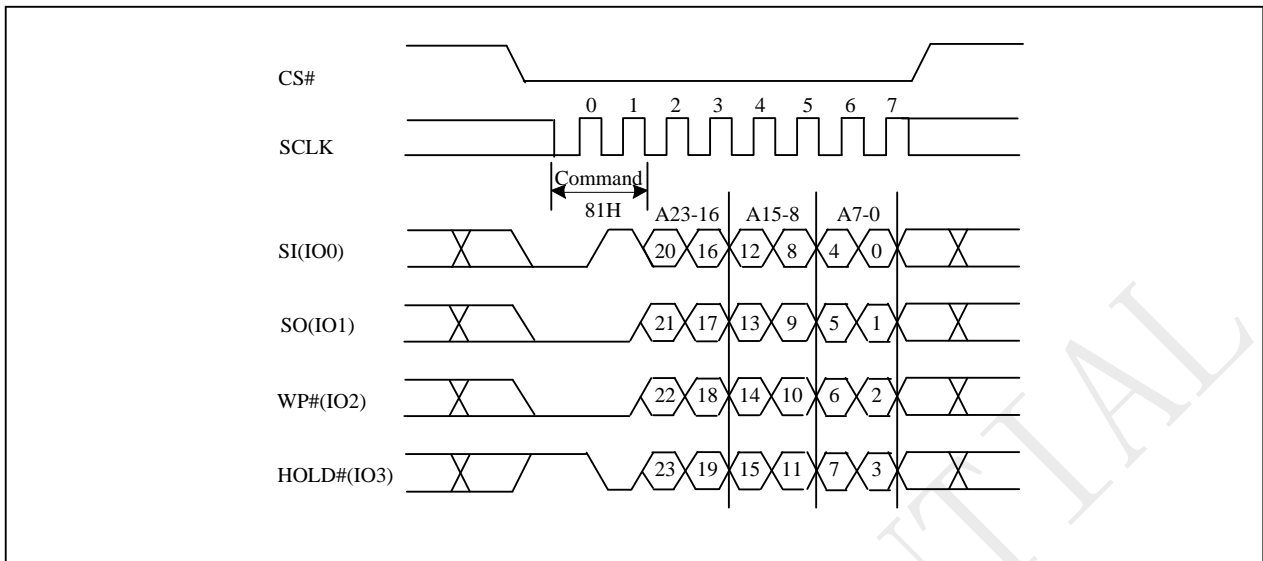 CS#
0 1 2 3 4 5 6 7
SCLK
Command
81H
A23-16 A15-8 A7-0
SI(IO0) 20 16 12 8 4 0
SO(IO1) 21 17 13 9 5 1
WP#(IO2) 22 18 14 10 6 2
HOLD#(IO3) 23 19 15 11 7 3